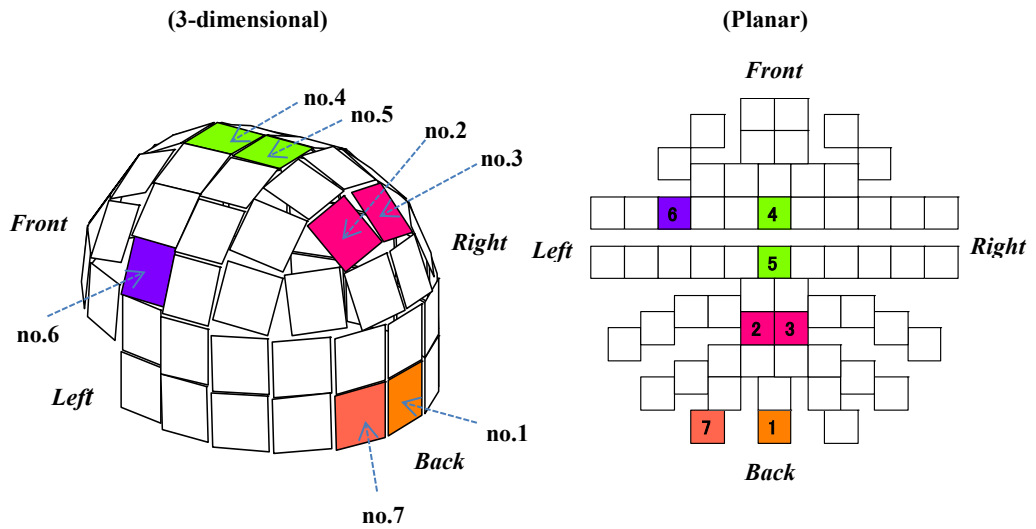 (3-dimensional)
(Planar)
Front
no.4
no.5
no.2
no.3
Front
Right
no.6
Left
no.1
Back
no.7
6
4
Left
Right
5
2
3
7
1
Back